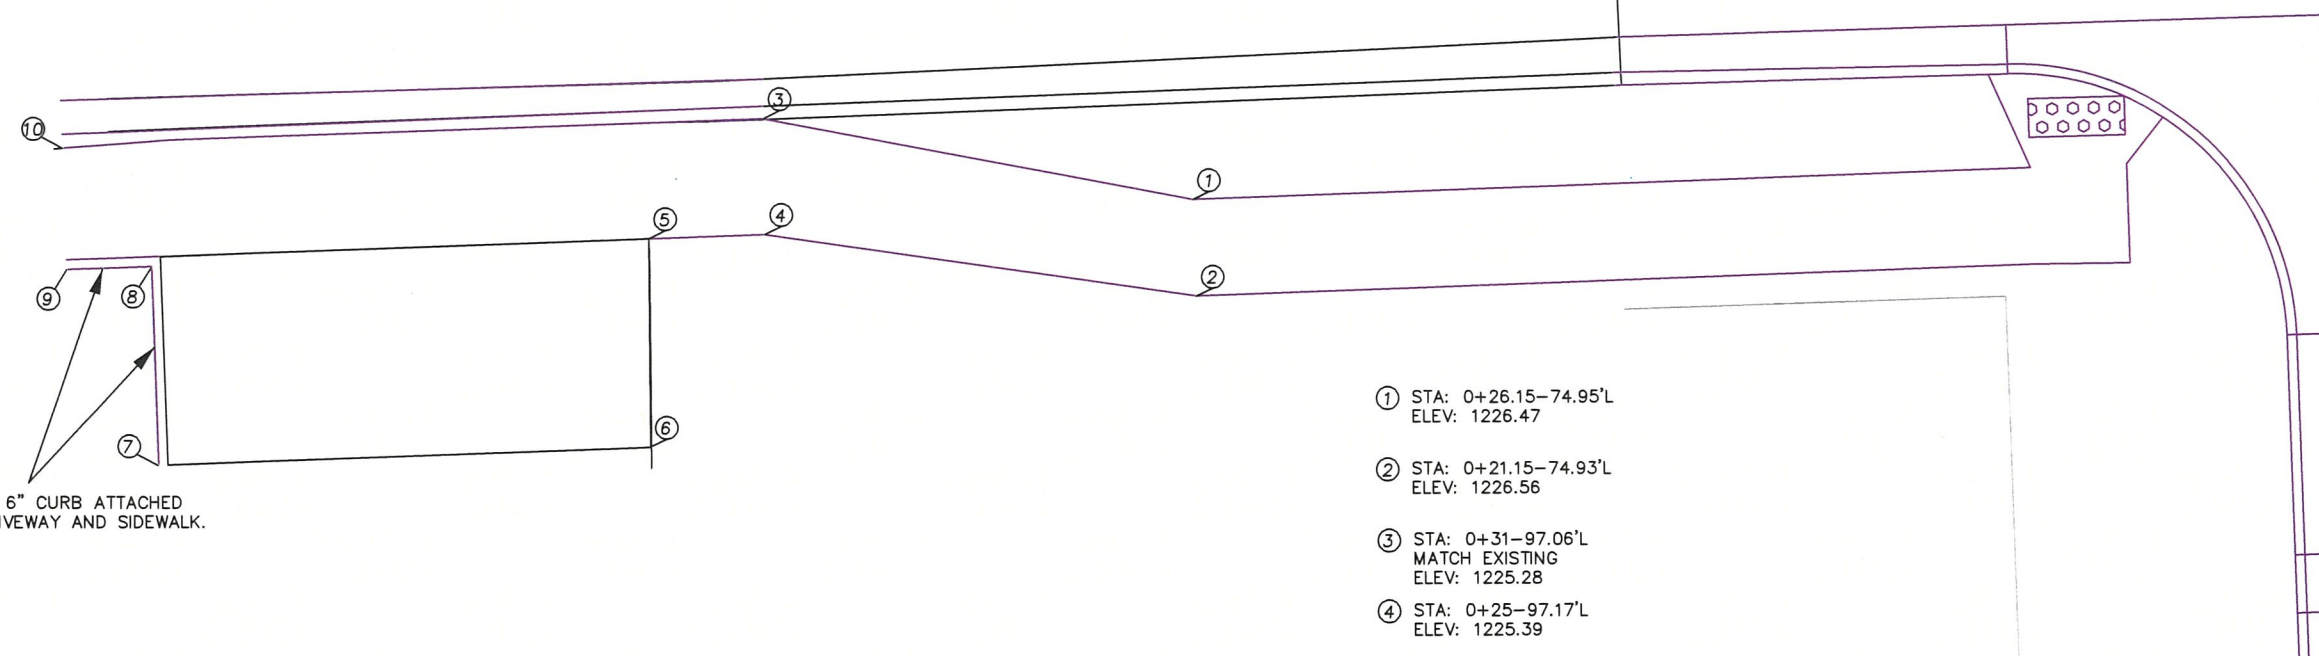 3
10
1
5
4
2
9
8
6
7
6" CURB ATTACHED
IVEWAY AND SIDEWALK.
1 STA: 0+26.15-74.95'L
ELEV: 1226.47
2 STA: 0+21.15-74.93'L
ELEV: 1226.56
3 STA: 0+31-97.06'L
MATCH EXISTING
ELEV: 1225.28
4 STA: 0+25-97.17'L
ELEV: 1225.39